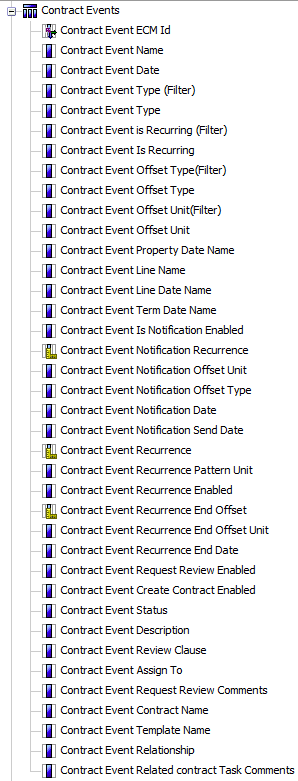 Contract Events
Contract Event ECM Id
Contract Event Name
Contract Event Date
Contract Event Type (Filter)
Contract Event Type
Contract Event is Recurring (Filter)
Contract Event Is Recurring
Contract Event Offset Type(Filter)
Contract Event Offset Type
Contract Event Offset Unit(Filter)
Contract Event Offset Unit
Contract Event Property Date Name
Contract Event Line Name
Contract Event Line Date Name
Contract Event Term Date Name
Contract Event Is Notification Enabled
Contract Event Notification Recurrence
Contract Event Notification Offset Unit
Contract Event Notification Offset Type
Contract Event Notification Date
Contract Event Notification Send Date
Contract Event Recurrence
Contract Event Recurrence Pattern Unit
Contract Event Recurrence Enabled
Contract Event Recurrence End Offset
Contract Event Recurrence End Offset Unit
Contract Event Recurrence End Date
Contract Event Request Review Enabled
Contract Event Create Contract Enabled
Contract Event Status
Contract Event Description
Contract Event Review Clause
Contract Event Assign To
Contract Event Request Review Comments
Contract Event Contract Name
Contract Event Template Name
Contract Event Relationship
Contract Event Related contract Task Comments